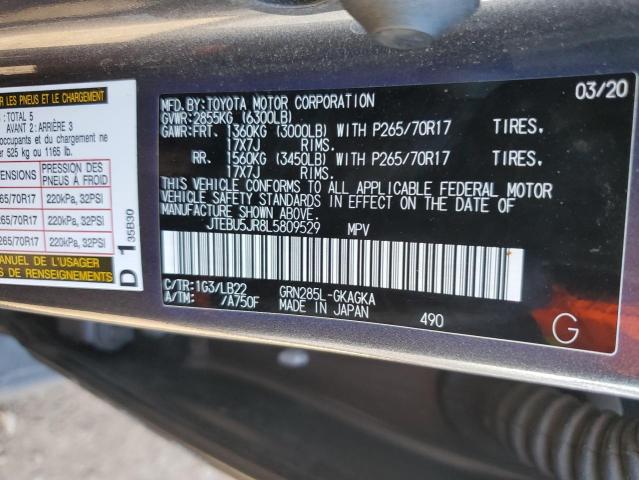 R LES PNEUS ET LE CHARGEMENT
TOTAL 5
AVANT 2: ARRIÈRE 3
occupants et du chargement ne
er 525 kg ou 1165 lb.
ENSIONS PRESSION DES PNEUS À FROID
265/70R17 220kPa, 32PSI
265/70R17 220kPa, 32PSI
265/70R17 220kPa, 32PSI
MANUEL DE L'USAGER
DE RENSEIGNEMENTS
D 1 35B30
03/20
MFD.BY:TOYOTA MOTOR CORPORATION
GVWR:2855KG (6300LB)
GAWR:FRT. 1360KG (3000LB) WITH P265/70R17 TIRES,
17X7J RIMS.
RR. 1560KG (3450LB) WITH P265/70R17 TIRES,
17X7J RIMS.
THIS VEHICLE CONFORMS TO ALL APPLICABLE FEDERAL MOTOR
VEHICLE SAFETY STANDARDS IN EFFECT ON THE DATE OF
MANUFACTURE SHOWN ABOVE.
JTEBU5JR8L5809529 MPV
C/TR:1G3/LB22 GRN285L-GKAGKA
A/TM: /A750F MADE IN JAPAN 490
G